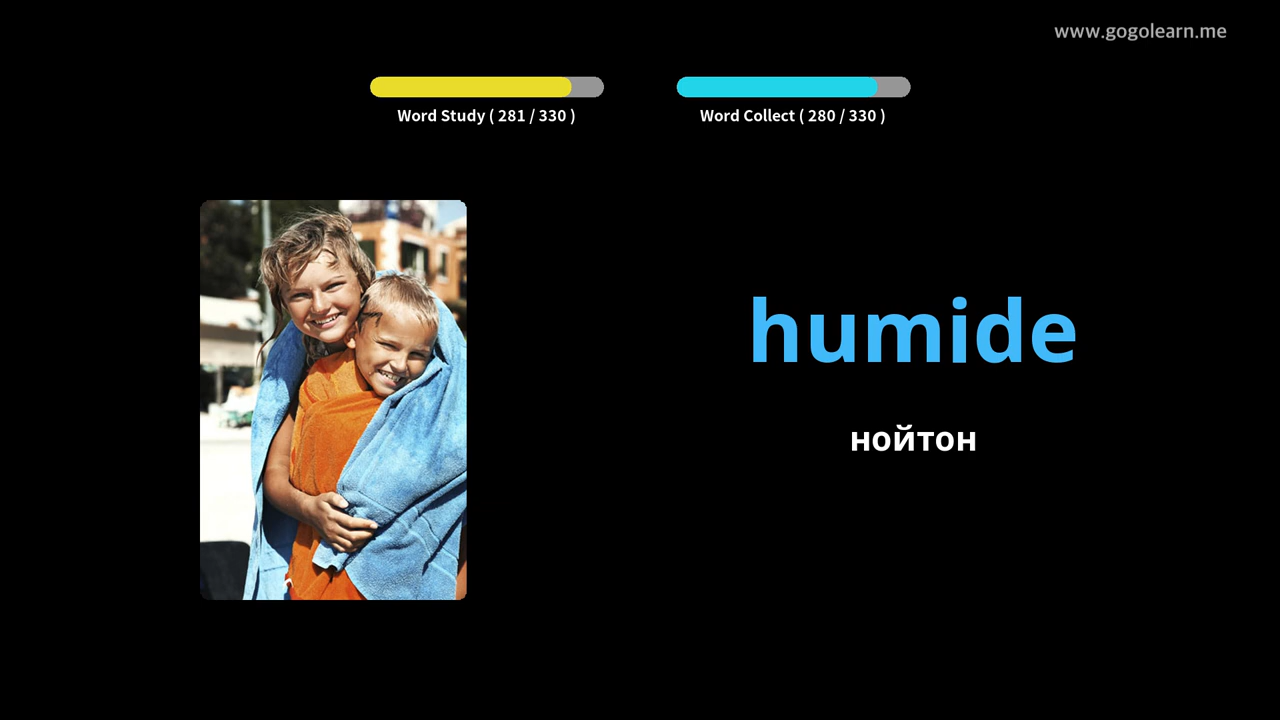 www.gogolearn.me
Word Study ( 281 / 330 )
Word Collect ( 280 / 330 )
humide
нойтон